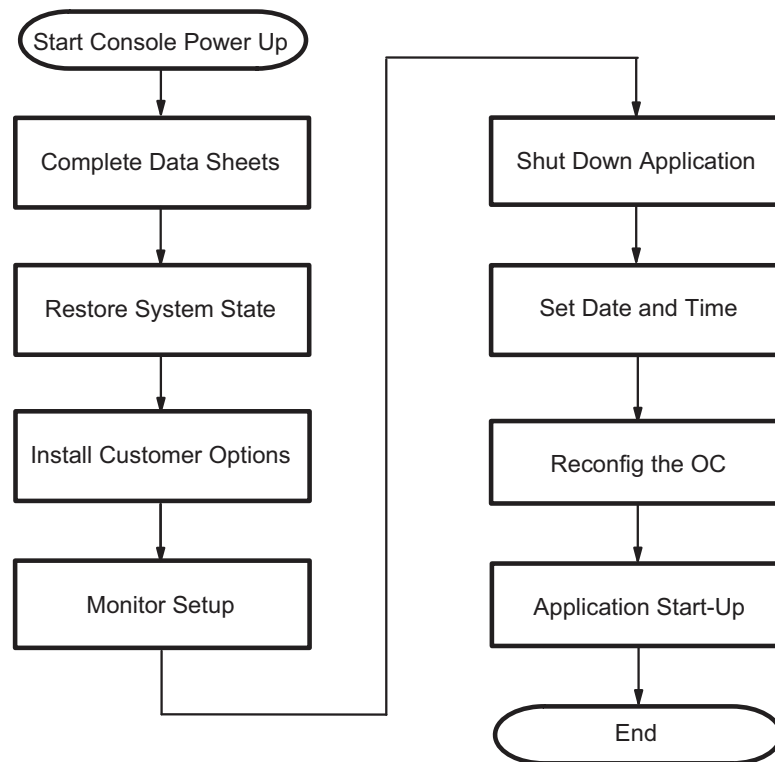 Start Console Power Up
Complete Data Sheets
Restore System State
Install Customer Options
Monitor Setup
Shut Down Application
Set Date and Time
Reconfig the OC
Application Start-Up
End